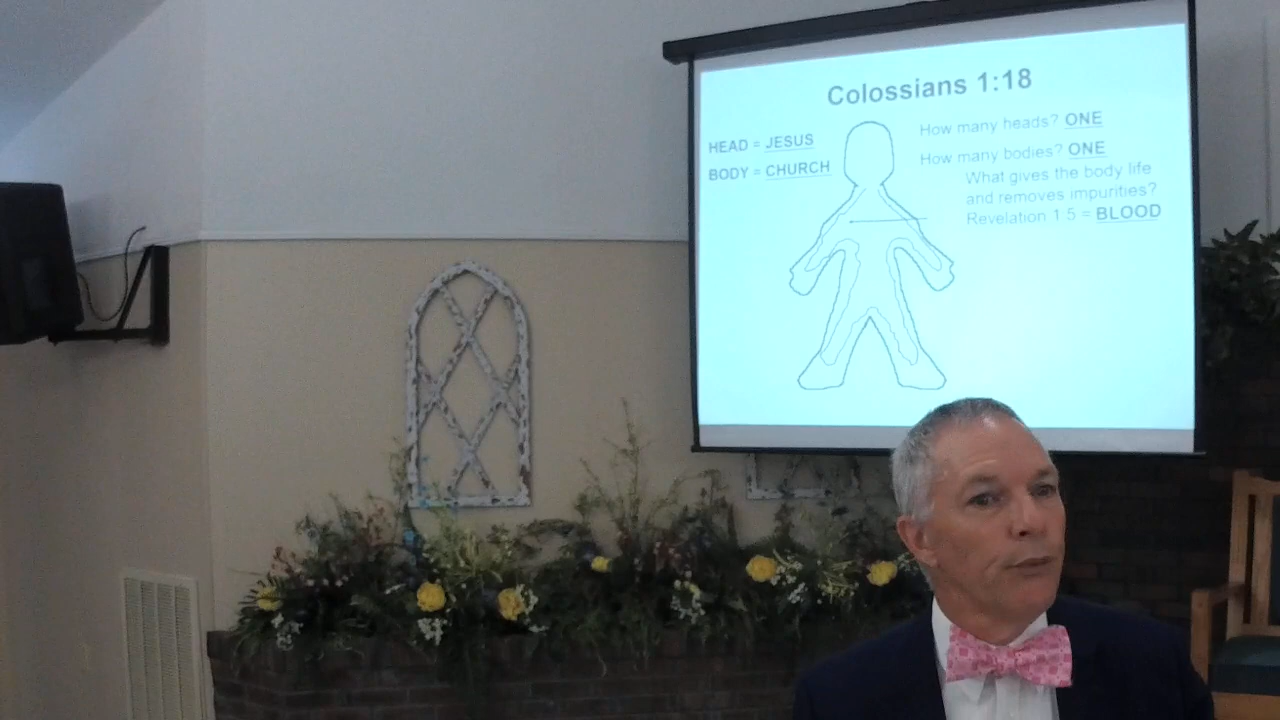 Colossians 1:18
HEAD = JESUS
BODY = CHURCH
How many heads? ONE
How many bodies? ONE
What gives the body life
and removes impurities?
Revelation 1:5 = BLOOD